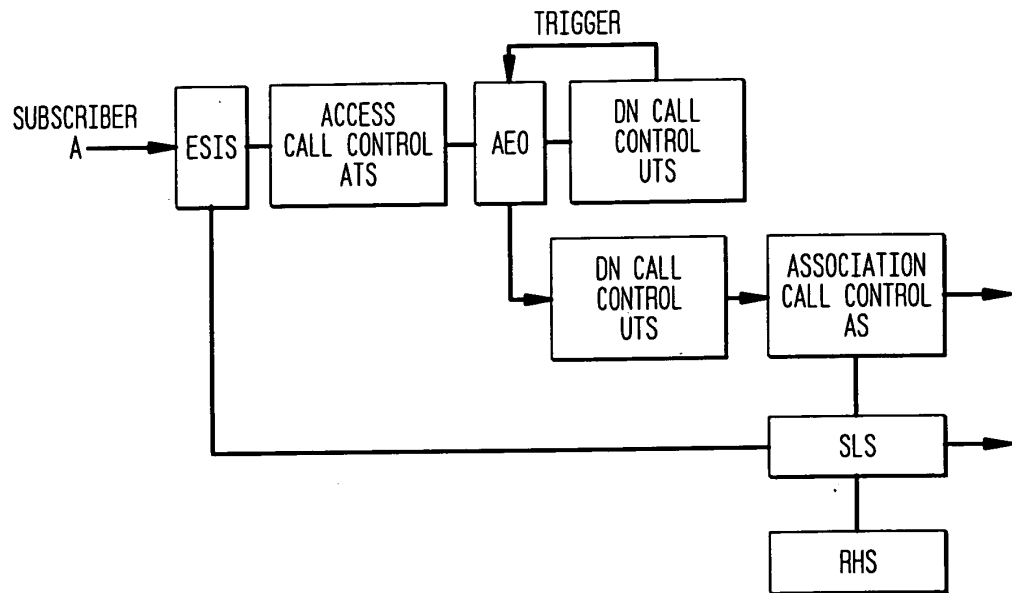 TRIGGER
SUBSCRIBER
A
ESIS
ACCESS
CALL CONTROL
ATS
AEO
DN CALL
CONTROL
UTS
DN CALL
CONTROL
UTS
ASSOCIATION
CALL CONTROL
AS
SLS
RHS